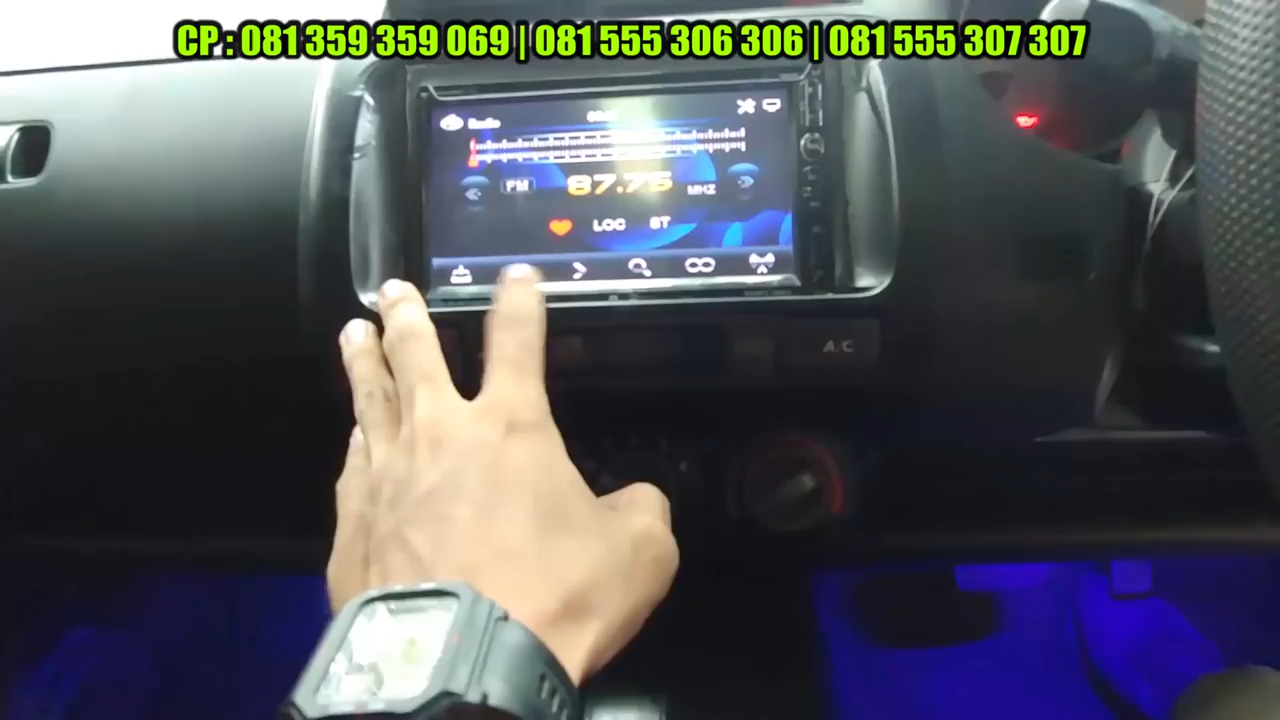 CP : 081 359 359 069 | 081 555 306 306 | 081 555 307 307
Radio
FM 87.75 MHZ
LOC ST
A/C